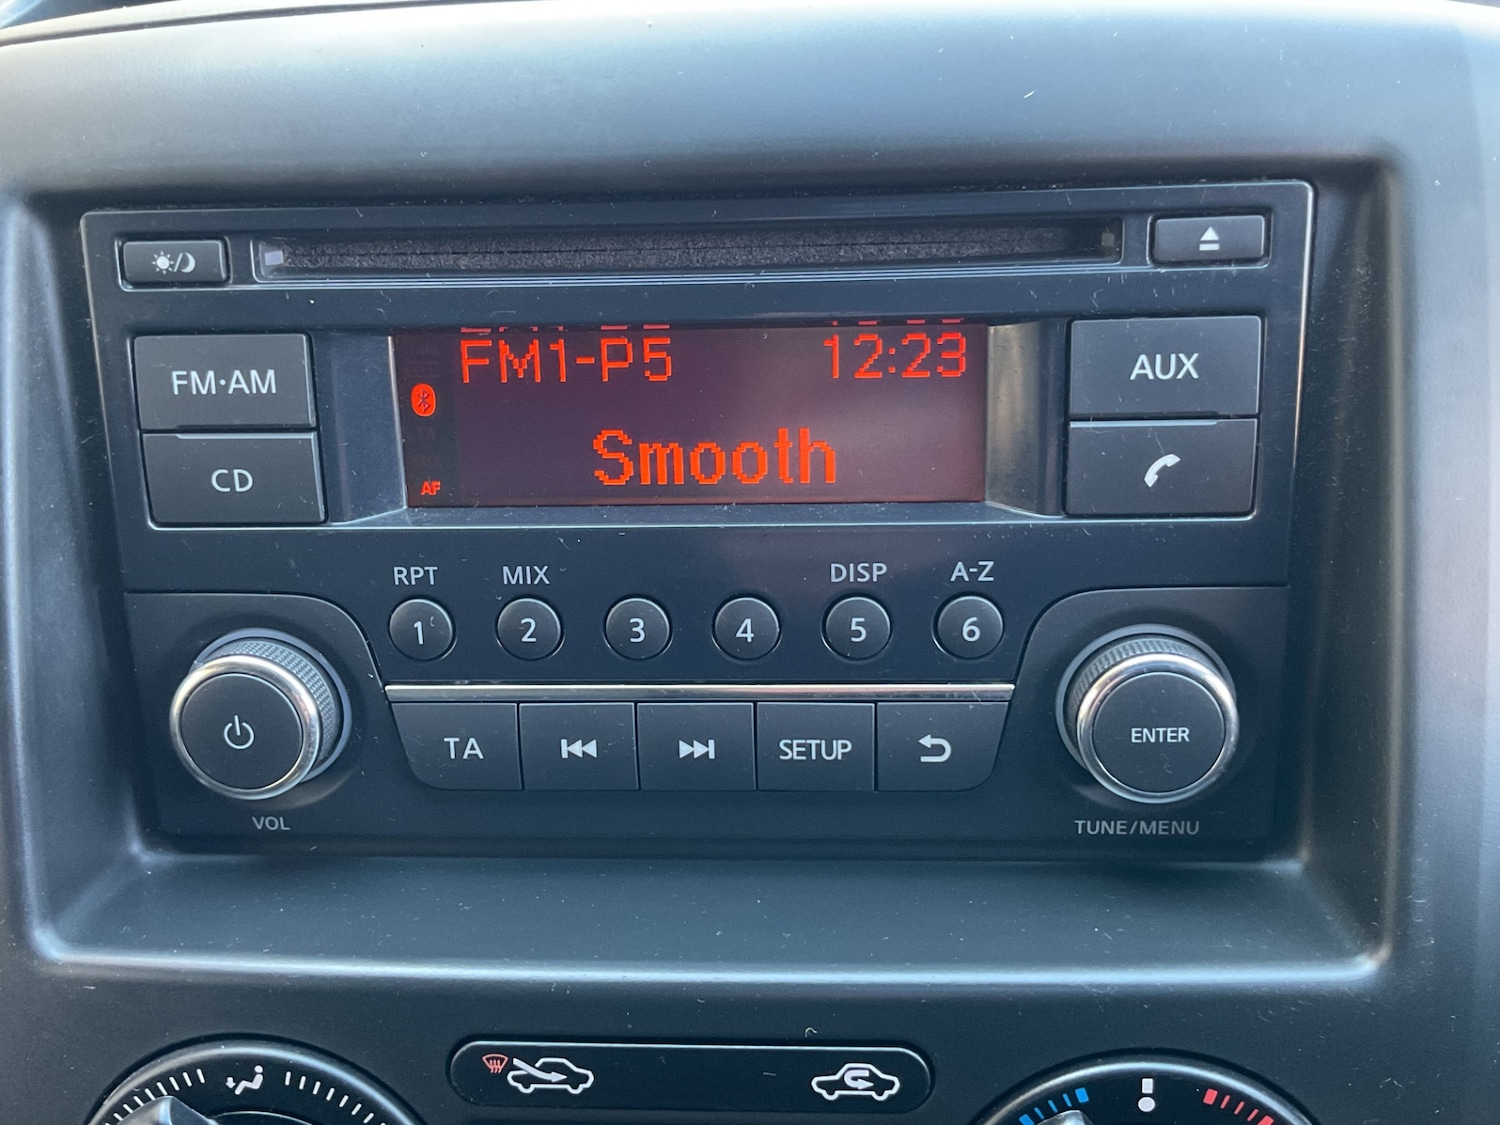 FM·AM
CD
FM1-P5 12:23
Smooth
AF
AUX
RPT MIX DISP A-Z
1 2 3 4 5 6
TA SETUP ENTER
VOL TUNE/MENU